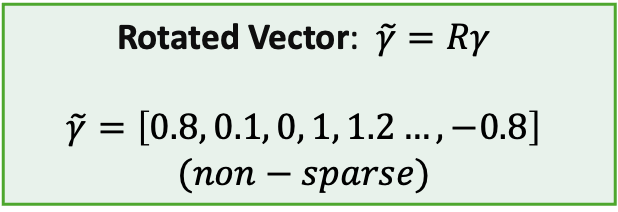 Rotated Vector: γ̃ = Rγ
γ̃ = [0.8, 0.1, 0, 1, 1.2 …, −0.8]
(non − sparse)